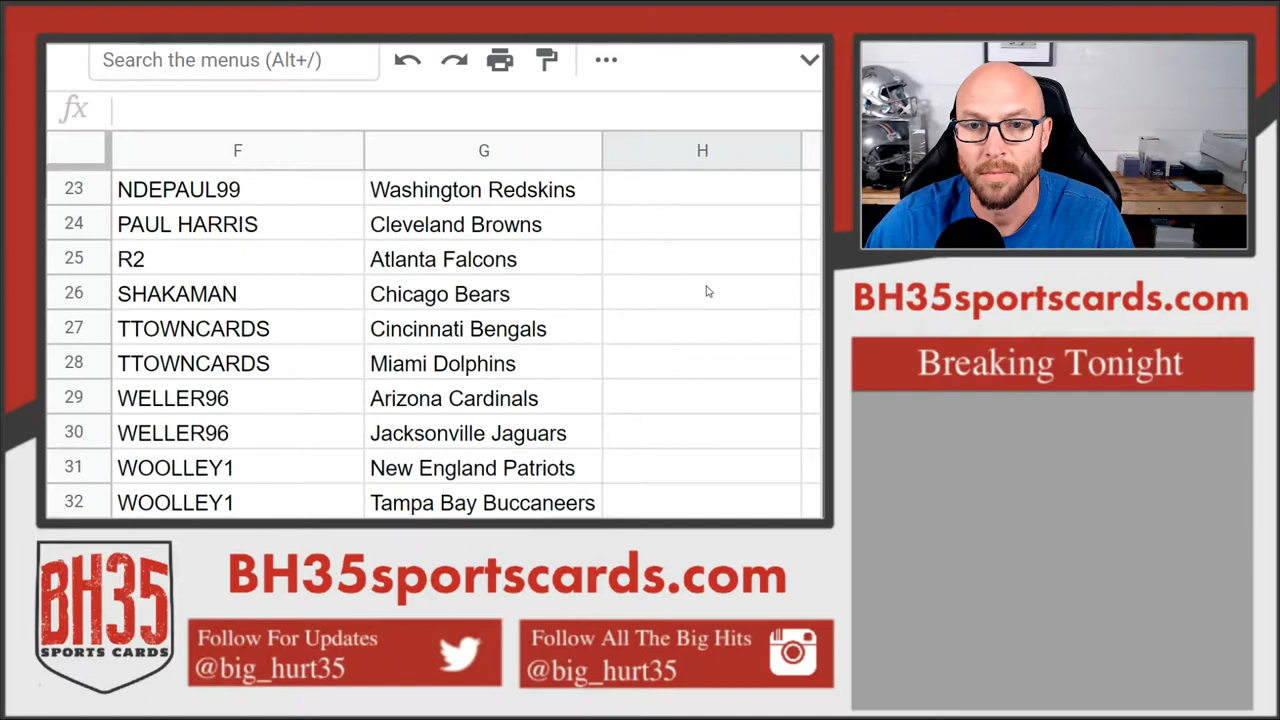 Search the menus (Alt+/)
fx
F G H
23 NDEPAUL99 Washington Redskins
24 PAUL HARRIS Cleveland Browns
25 R2 Atlanta Falcons
26 SHAKAMAN Chicago Bears
27 TTOWNCARDS Cincinnati Bengals
28 TTOWNCARDS Miami Dolphins
29 WELLER96 Arizona Cardinals
30 WELLER96 Jacksonville Jaguars
31 WOOLLEY1 New England Patriots
32 WOOLLEY1 Tampa Bay Buccaneers
BH35sportscards.com
Breaking Tonight
BH35
SPORTS CARDS
BH35sportscards.com
Follow For Updates
@big_hurt35
Follow All The Big Hits
@big_hurt35